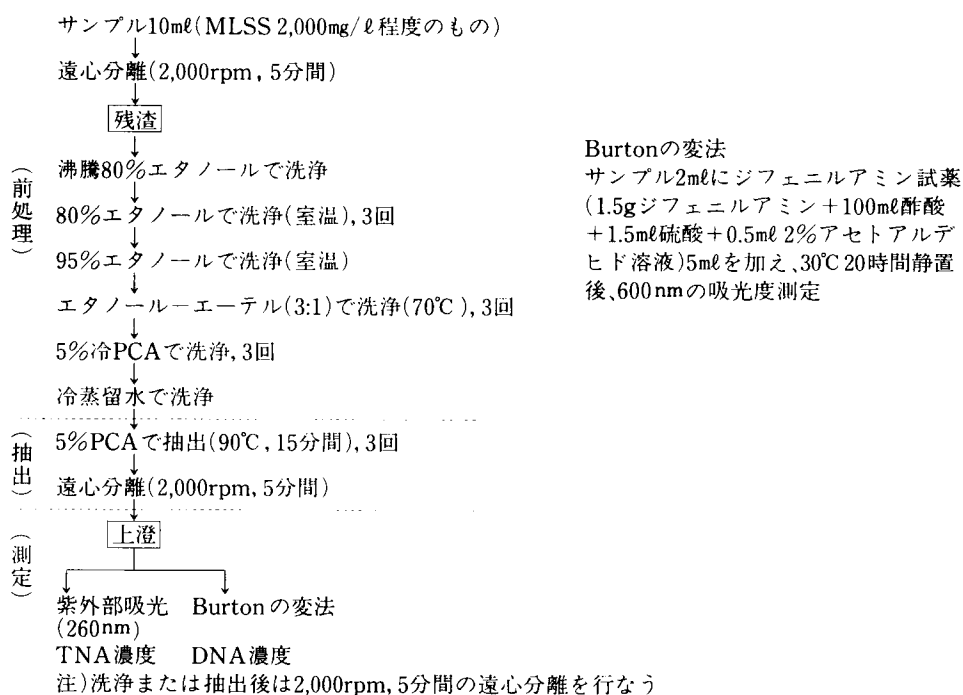 サンプル10mℓ(MLSS 2,000mg/ℓ程度のもの)
遠心分離(2,000rpm, 5分間)
残渣
(前処理)
沸騰80%エタノールで洗浄
80%エタノールで洗浄(室温), 3回
95%エタノールで洗浄(室温)
エタノール－エーテル(3:1)で洗浄(70℃), 3回
5%冷PCAで洗浄, 3回
冷蒸留水で洗浄
(抽出)
5%PCAで抽出(90℃, 15分間), 3回
遠心分離(2,000rpm, 5分間)
(測定)
上澄
紫外部吸光 Burtonの変法
(260nm)
TNA濃度 DNA濃度
注)洗浄または抽出後は2,000rpm, 5分間の遠心分離を行なう
Burtonの変法
サンプル2mℓにジフェニルアミン試薬
(1.5gジフェニルアミン＋100mℓ酢酸
＋1.5mℓ硫酸＋0.5mℓ 2%アセトアルデ
ヒド溶液)5mℓを加え、30℃ 20時間静置
後、600nmの吸光度測定